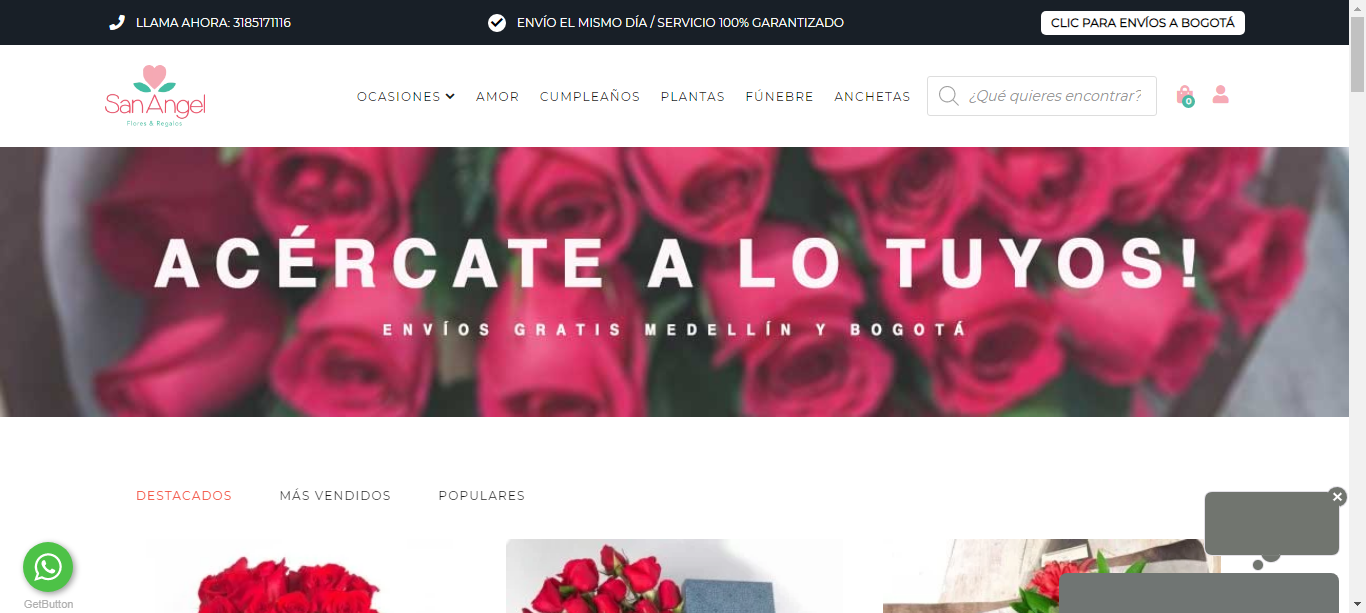 LLAMA AHORA: 3185171116
ENVÍO EL MISMO DÍA / SERVICIO 100% GARANTIZADO
CLIC PARA ENVÍOS A BOGOTÁ
SanAngel
Flores & Regalos
OCASIONES
AMOR
CUMPLEAÑOS
PLANTAS
FÚNEBRE
ANCHETAS
¿Qué quieres encontrar?
0
ACÉRCATE A LO TUYOS!
ENVÍOS GRATIS MEDELLÍN Y BOGOTÁ
DESTACADOS
MÁS VENDIDOS
POPULARES
GetButton